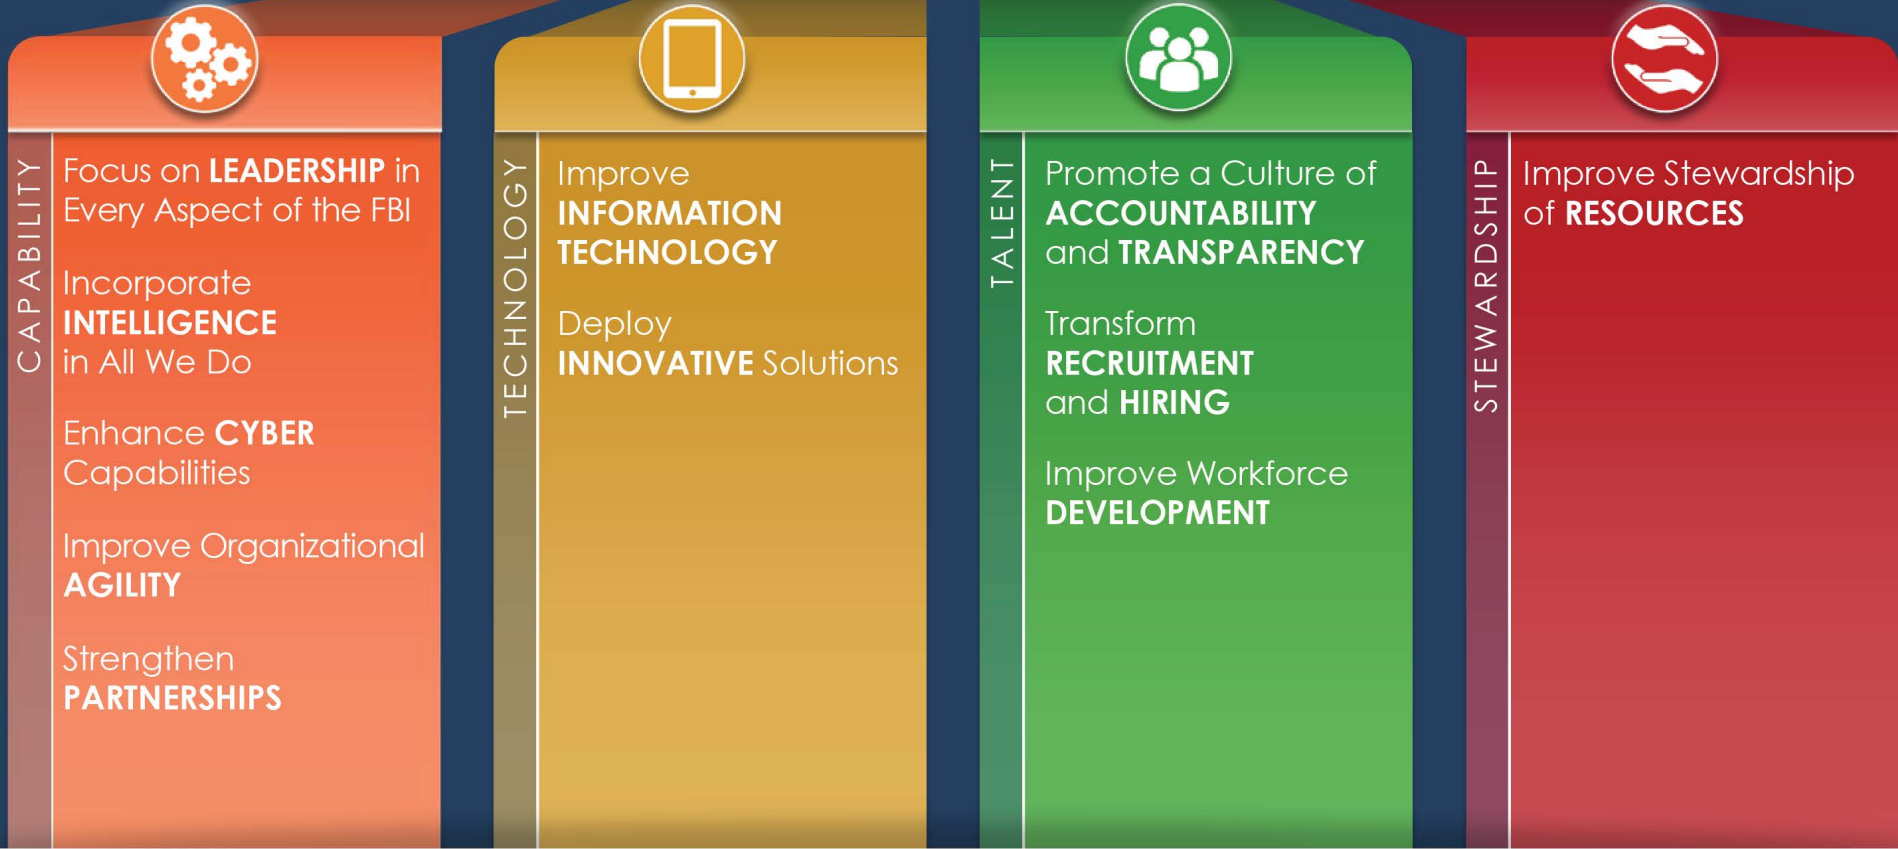 CAPABILITY
Focus on LEADERSHIP in
Every Aspect of the FBI
Incorporate
INTELLIGENCE
in All We Do
Enhance CYBER
Capabilities
Improve Organizational
AGILITY
Strengthen
PARTNERSHIPS
TECHNOLOGY
Improve
INFORMATION
TECHNOLOGY
Deploy
INNOVATIVE Solutions
TALENT
Promote a Culture of
ACCOUNTABILITY
and TRANSPARENCY
Transform
RECRUITMENT
and HIRING
Improve Workforce
DEVELOPMENT
STEWARDSHIP
Improve Stewardship
of RESOURCES